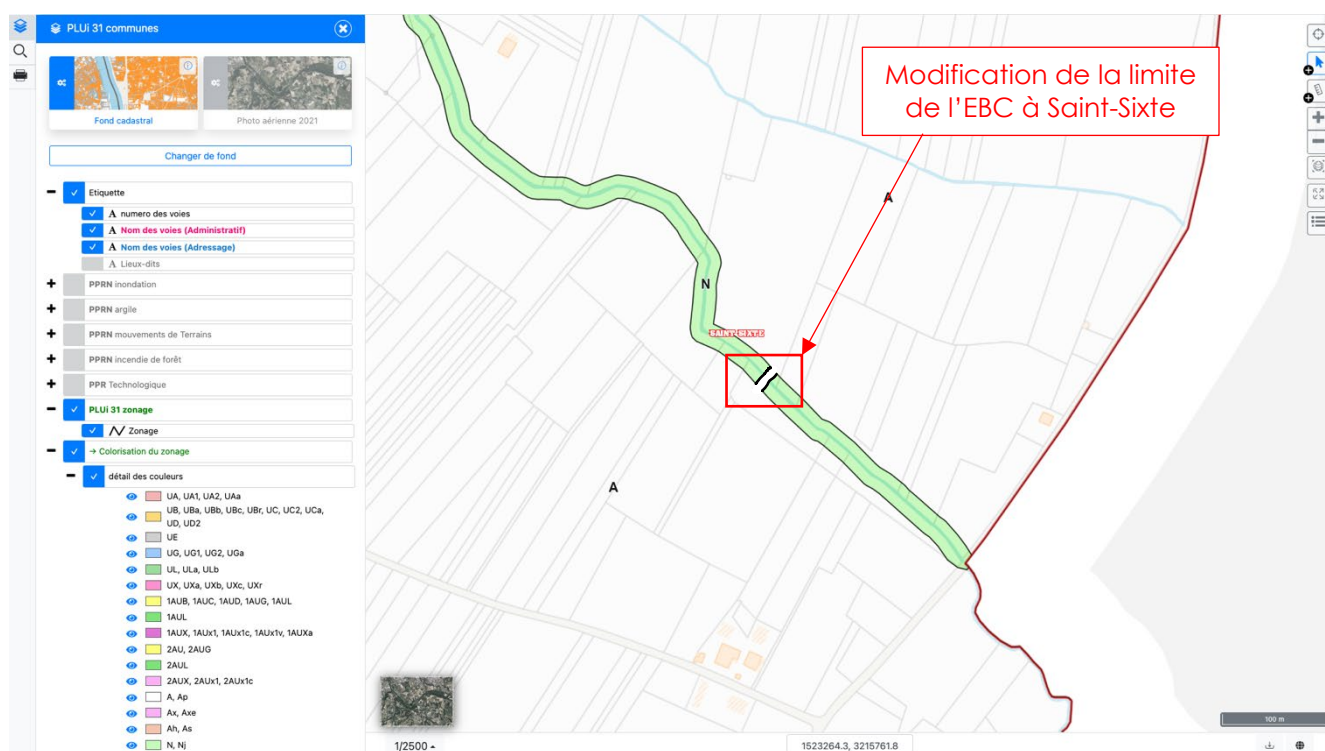 PLUi 31 communes
Fond cadastral
Photo aérienne 2021
Changer de fond
Etiquette
A numero des voies
A Nom des voies (Administratif)
A Nom des voies (Adressage)
A Lieux-dits
PPRN inondation
PPRN argile
PPRN mouvements de Terrains
PPRN incendie de forêt
PPR Technologique
PLUi 31 zonage
Zonage
→ Colorisation du zonage
détail des couleurs
UA, UA1, UA2, UAa
UB, UBa, UBb, UBc, UBr, UC, UC2, UCa,
UD, UD2
UE
UG, UG1, UG2, UGa
UL, ULa, ULb
UX, UXa, UXb, UXc, UXr
1AUB, 1AUC, 1AUD, 1AUG, 1AUL
1AUL
1AUX, 1AUx1, 1AUx1c, 1AUx1v, 1AUXa
2AU, 2AUG
2AUL
2AUX, 2AUx1, 2AUx1c
A, Ap
Ax, Axe
Ah, As
N, Nj
Modification de la limite
de l'EBC à Saint-Sixte
A
N
SAINT-SIXTE
A
100 m
1/2500
1523264.3, 3215761.8